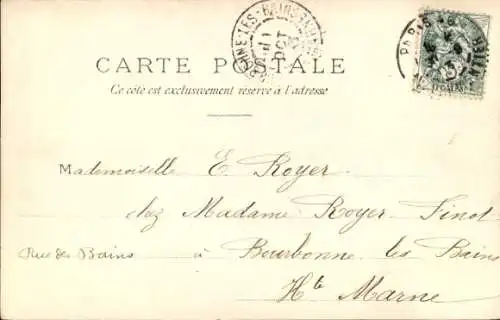 CARTE POSTALE
Ce côté est exclusivement réservé à l'adresse
Mademoiselle E. Royer
chez Madame Royer-Finot
Rue des Bains à Bourbonne les Bains
Hte Marne